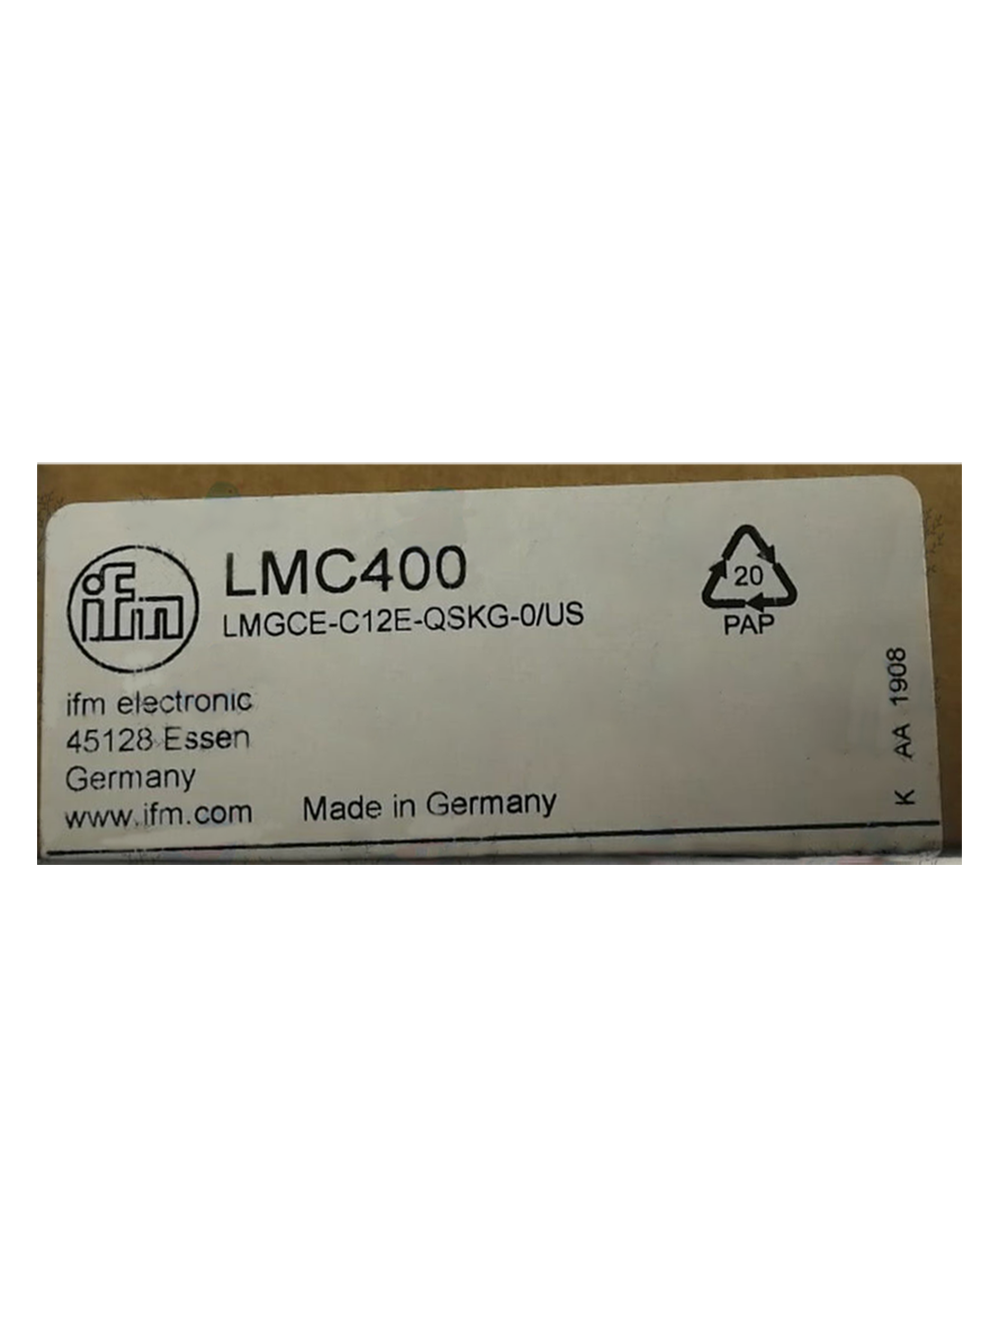 ifm
LMC400
LMGCE-C12E-QSKG-0/US
20
PAP
ifm electronic
45128 Essen
Germany
www.ifm.com
Made in Germany
K AA 1908